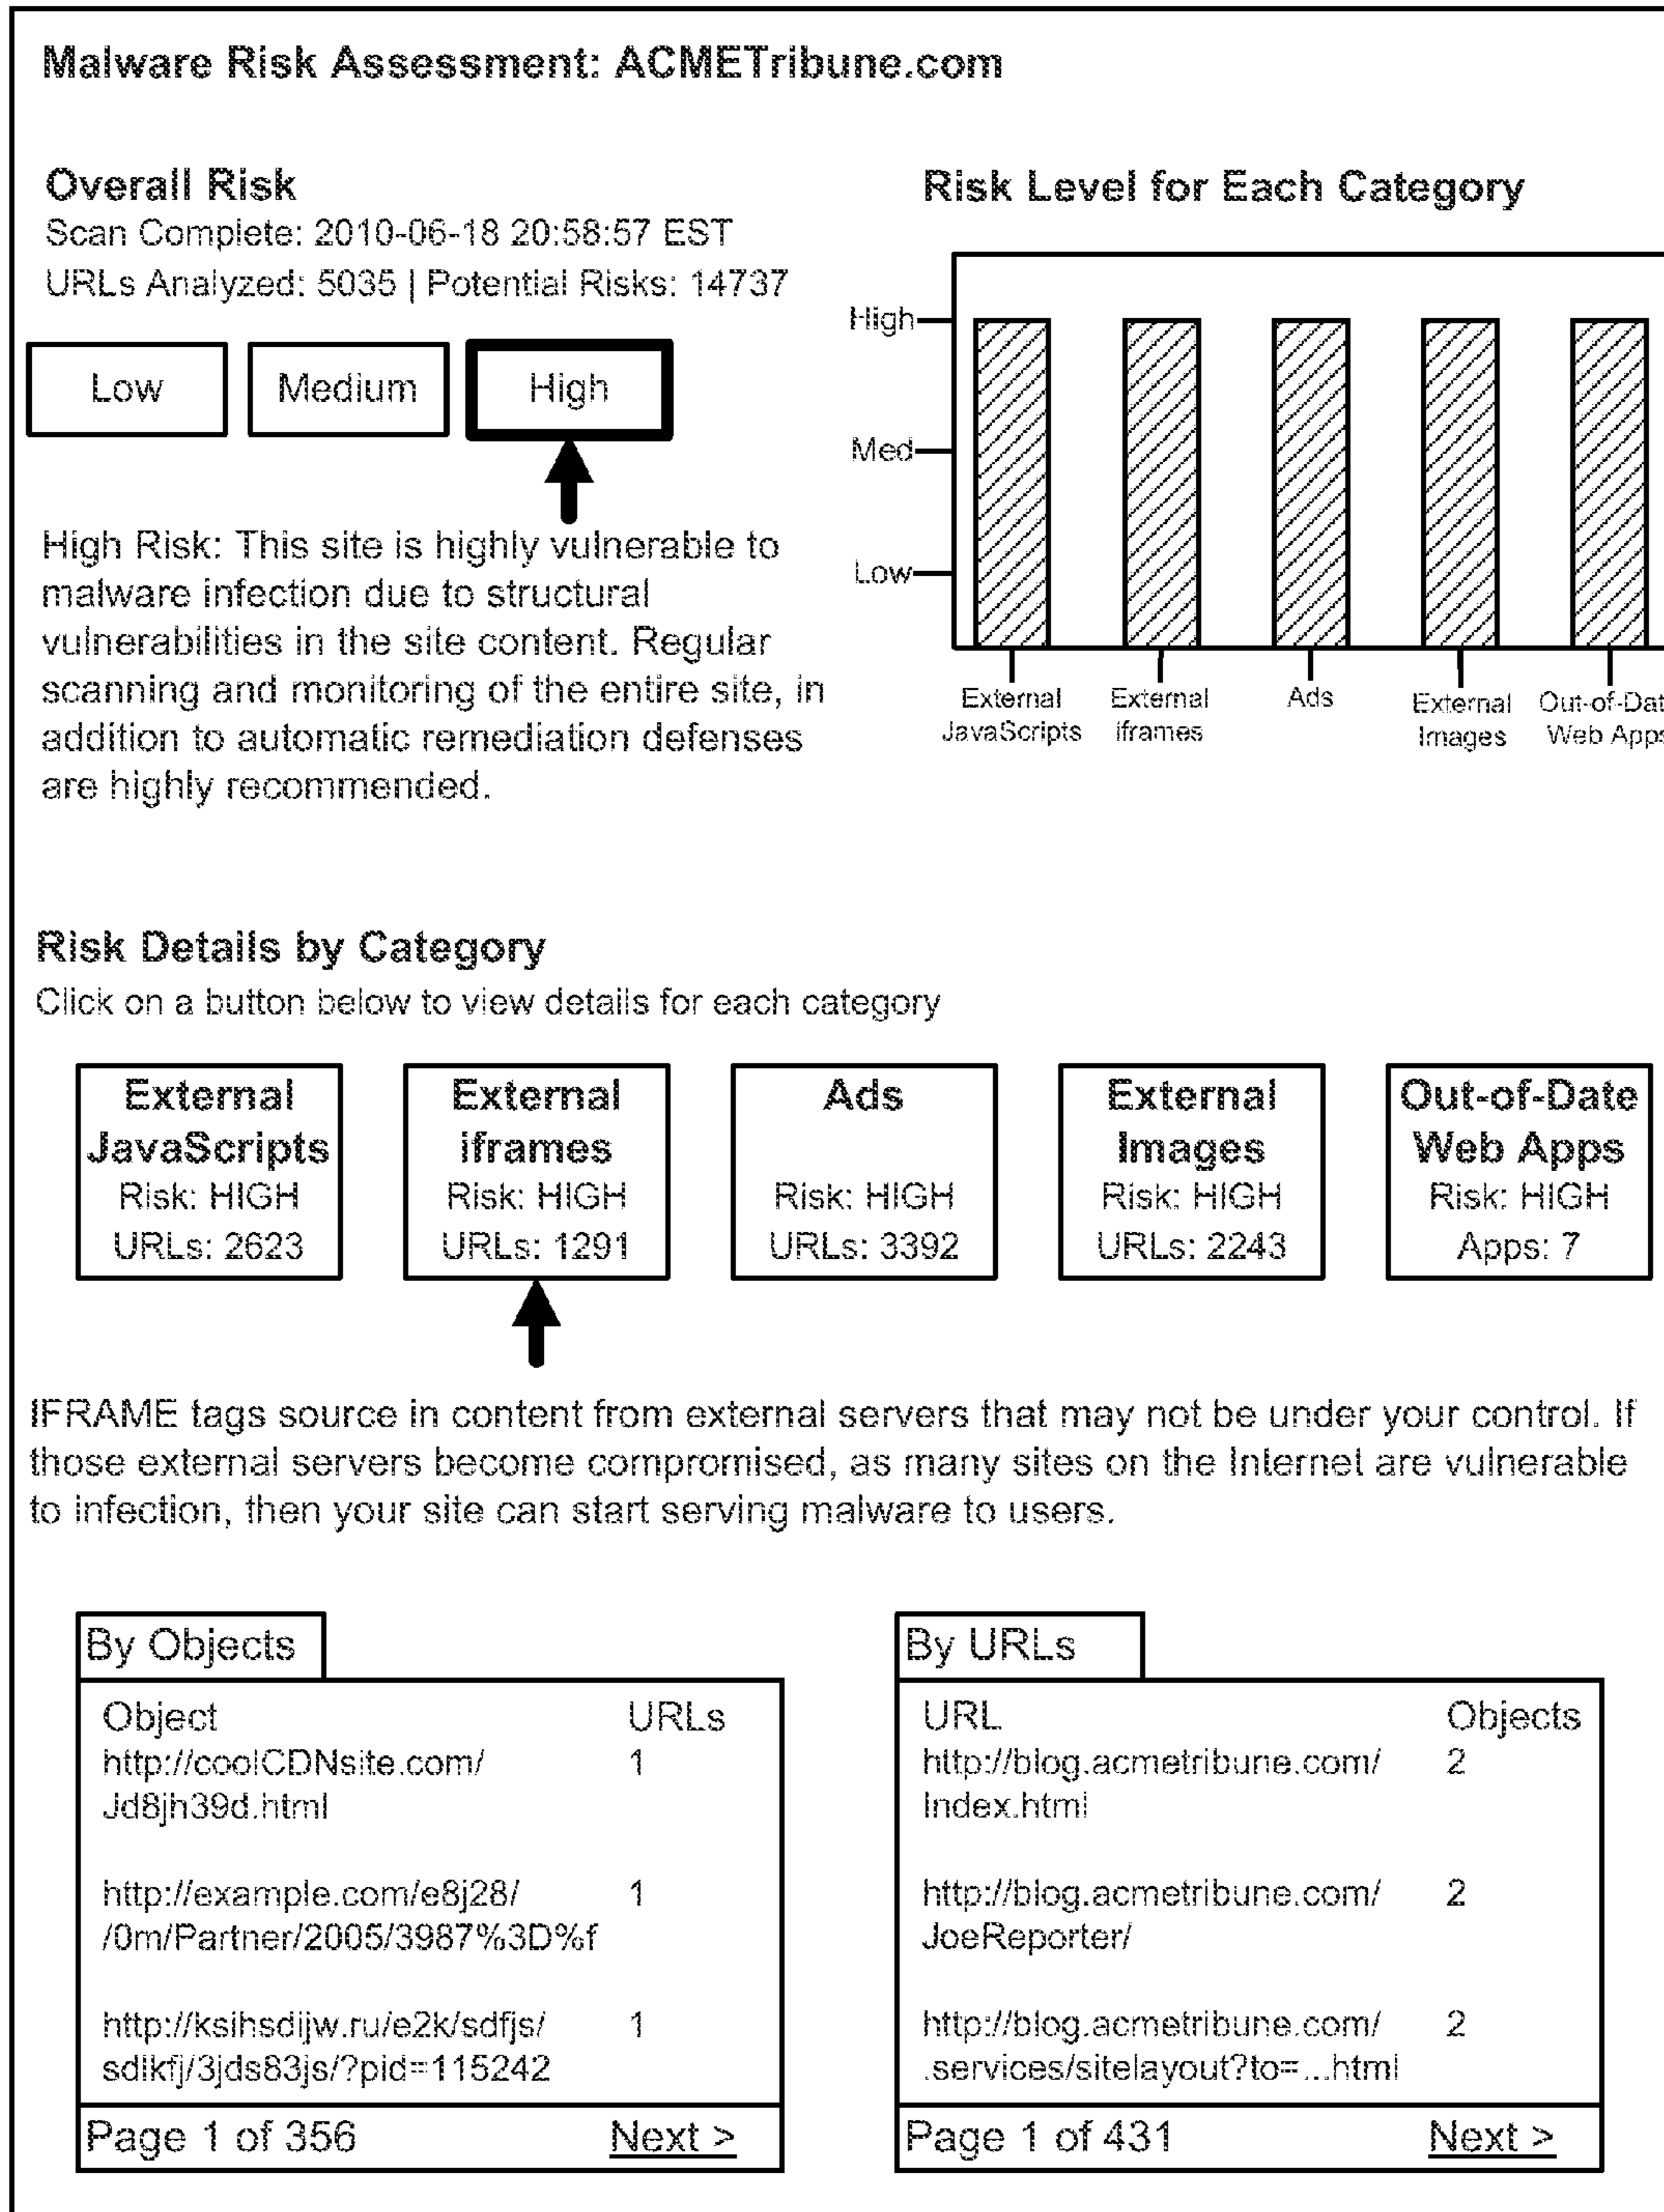 Malware Risk Assessment: ACMETribune.com
Overall Risk
Scan Complete: 2010-06-18 20:58:57 EST
URLs Analyzed: 5035 | Potential Risks: 14737
Low
Medium
High
High Risk: This site is highly vulnerable to
malware infection due to structural
vulnerabilities in the site content. Regular
scanning and monitoring of the entire site, in
addition to automatic remediation defenses
are highly recommended.
Risk Level for Each Category
High
Med
Low
External
JavaScripts
External
iframes
Ads
External
Images
Out-of-Dat
Web Apps
Risk Details by Category
Click on a button below to view details for each category
External
JavaScripts
Risk: HIGH
URLs: 2623
External
iframes
Risk: HIGH
URLs: 1291
Ads
Risk: HIGH
URLs: 3392
External
Images
Risk: HIGH
URLs: 2243
Out-of-Date
Web Apps
Risk: HIGH
Apps: 7
IFRAME tags source in content from external servers that may not be under your control. If
those external servers become compromised, as many sites on the Internet are vulnerable
to infection, then your site can start serving malware to users.
By Objects
Object URLs
http://coolCDNsite.com/ 1
Jd8jh39d.html
http://example.com/e8j28/ 1
/0m/Partner/2005/3987%3D%f
http://ksihsdijw.ru/e2k/sdfjs/ 1
sdlkfj/3jds83js/?pid=115242
Page 1 of 356 Next >
By URLs
URL Objects
http://blog.acmetribune.com/ 2
Index.html
http://blog.acmetribune.com/ 2
JoeReporter/
http://blog.acmetribune.com/ 2
.services/sitelayout?to=...html
Page 1 of 431 Next >